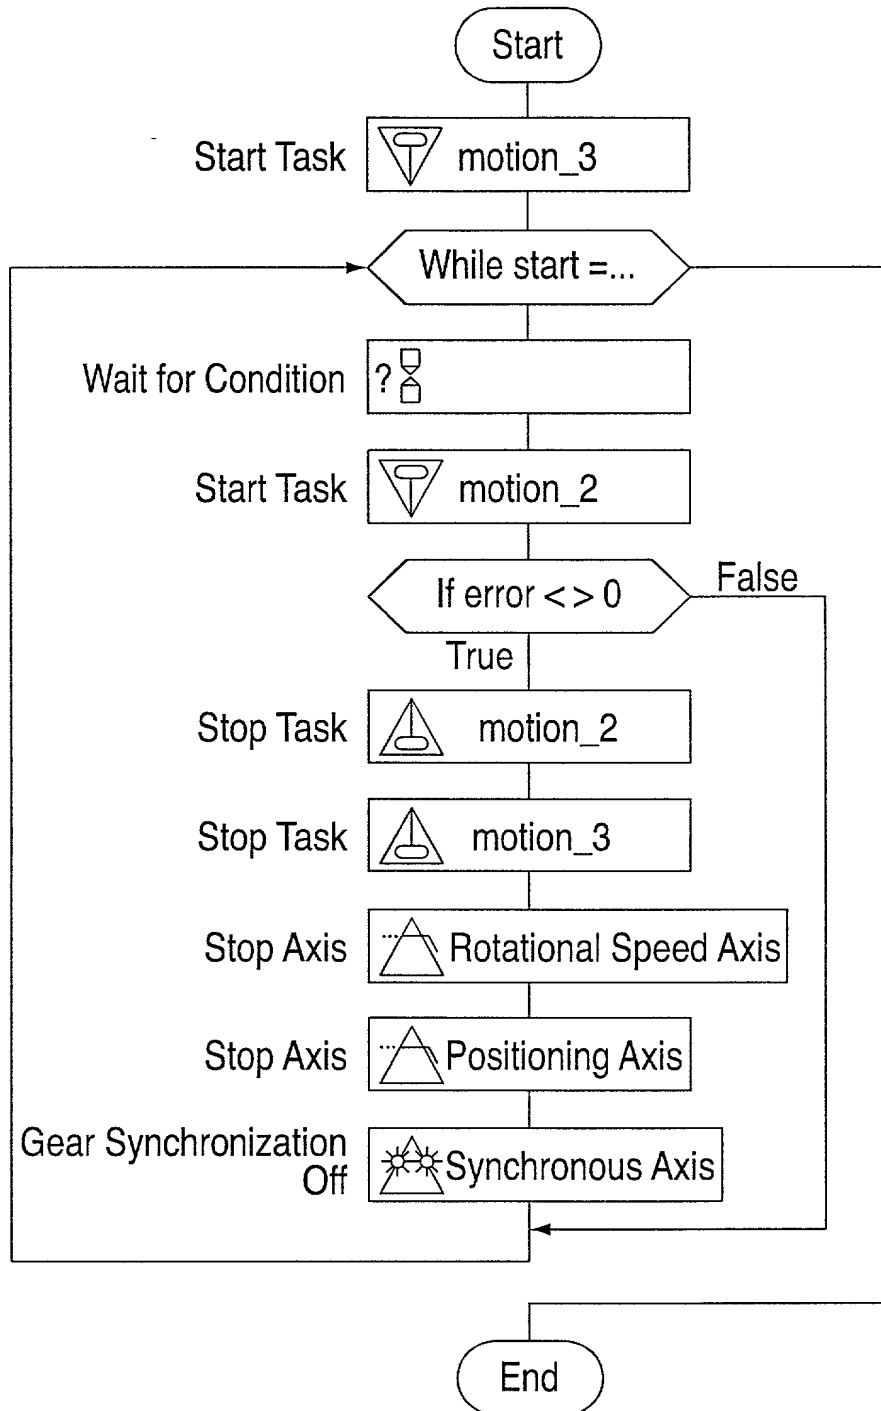 Start
Start Task motion_3
While start =...
Wait for Condition ?
Start Task motion_2
If error < > 0 False
True
Stop Task motion_2
Stop Task motion_3
Stop Axis Rotational Speed Axis
Stop Axis Positioning Axis
Gear Synchronization
Off Synchronous Axis
End